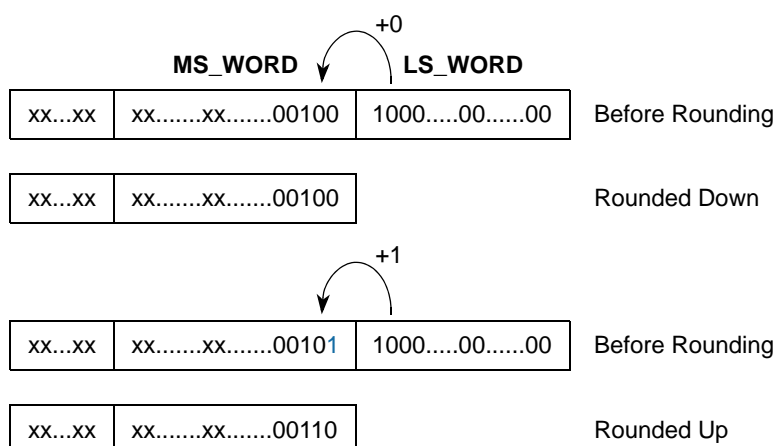 +0
MS_WORD LS_WORD
xx...xx xx.......xx.......00100 1000.....00......00 Before Rounding
xx...xx xx.......xx.......00100 Rounded Down
+1
xx...xx xx.......xx.......00101 1000.....00......00 Before Rounding
xx...xx xx.......xx.......00110 Rounded Up